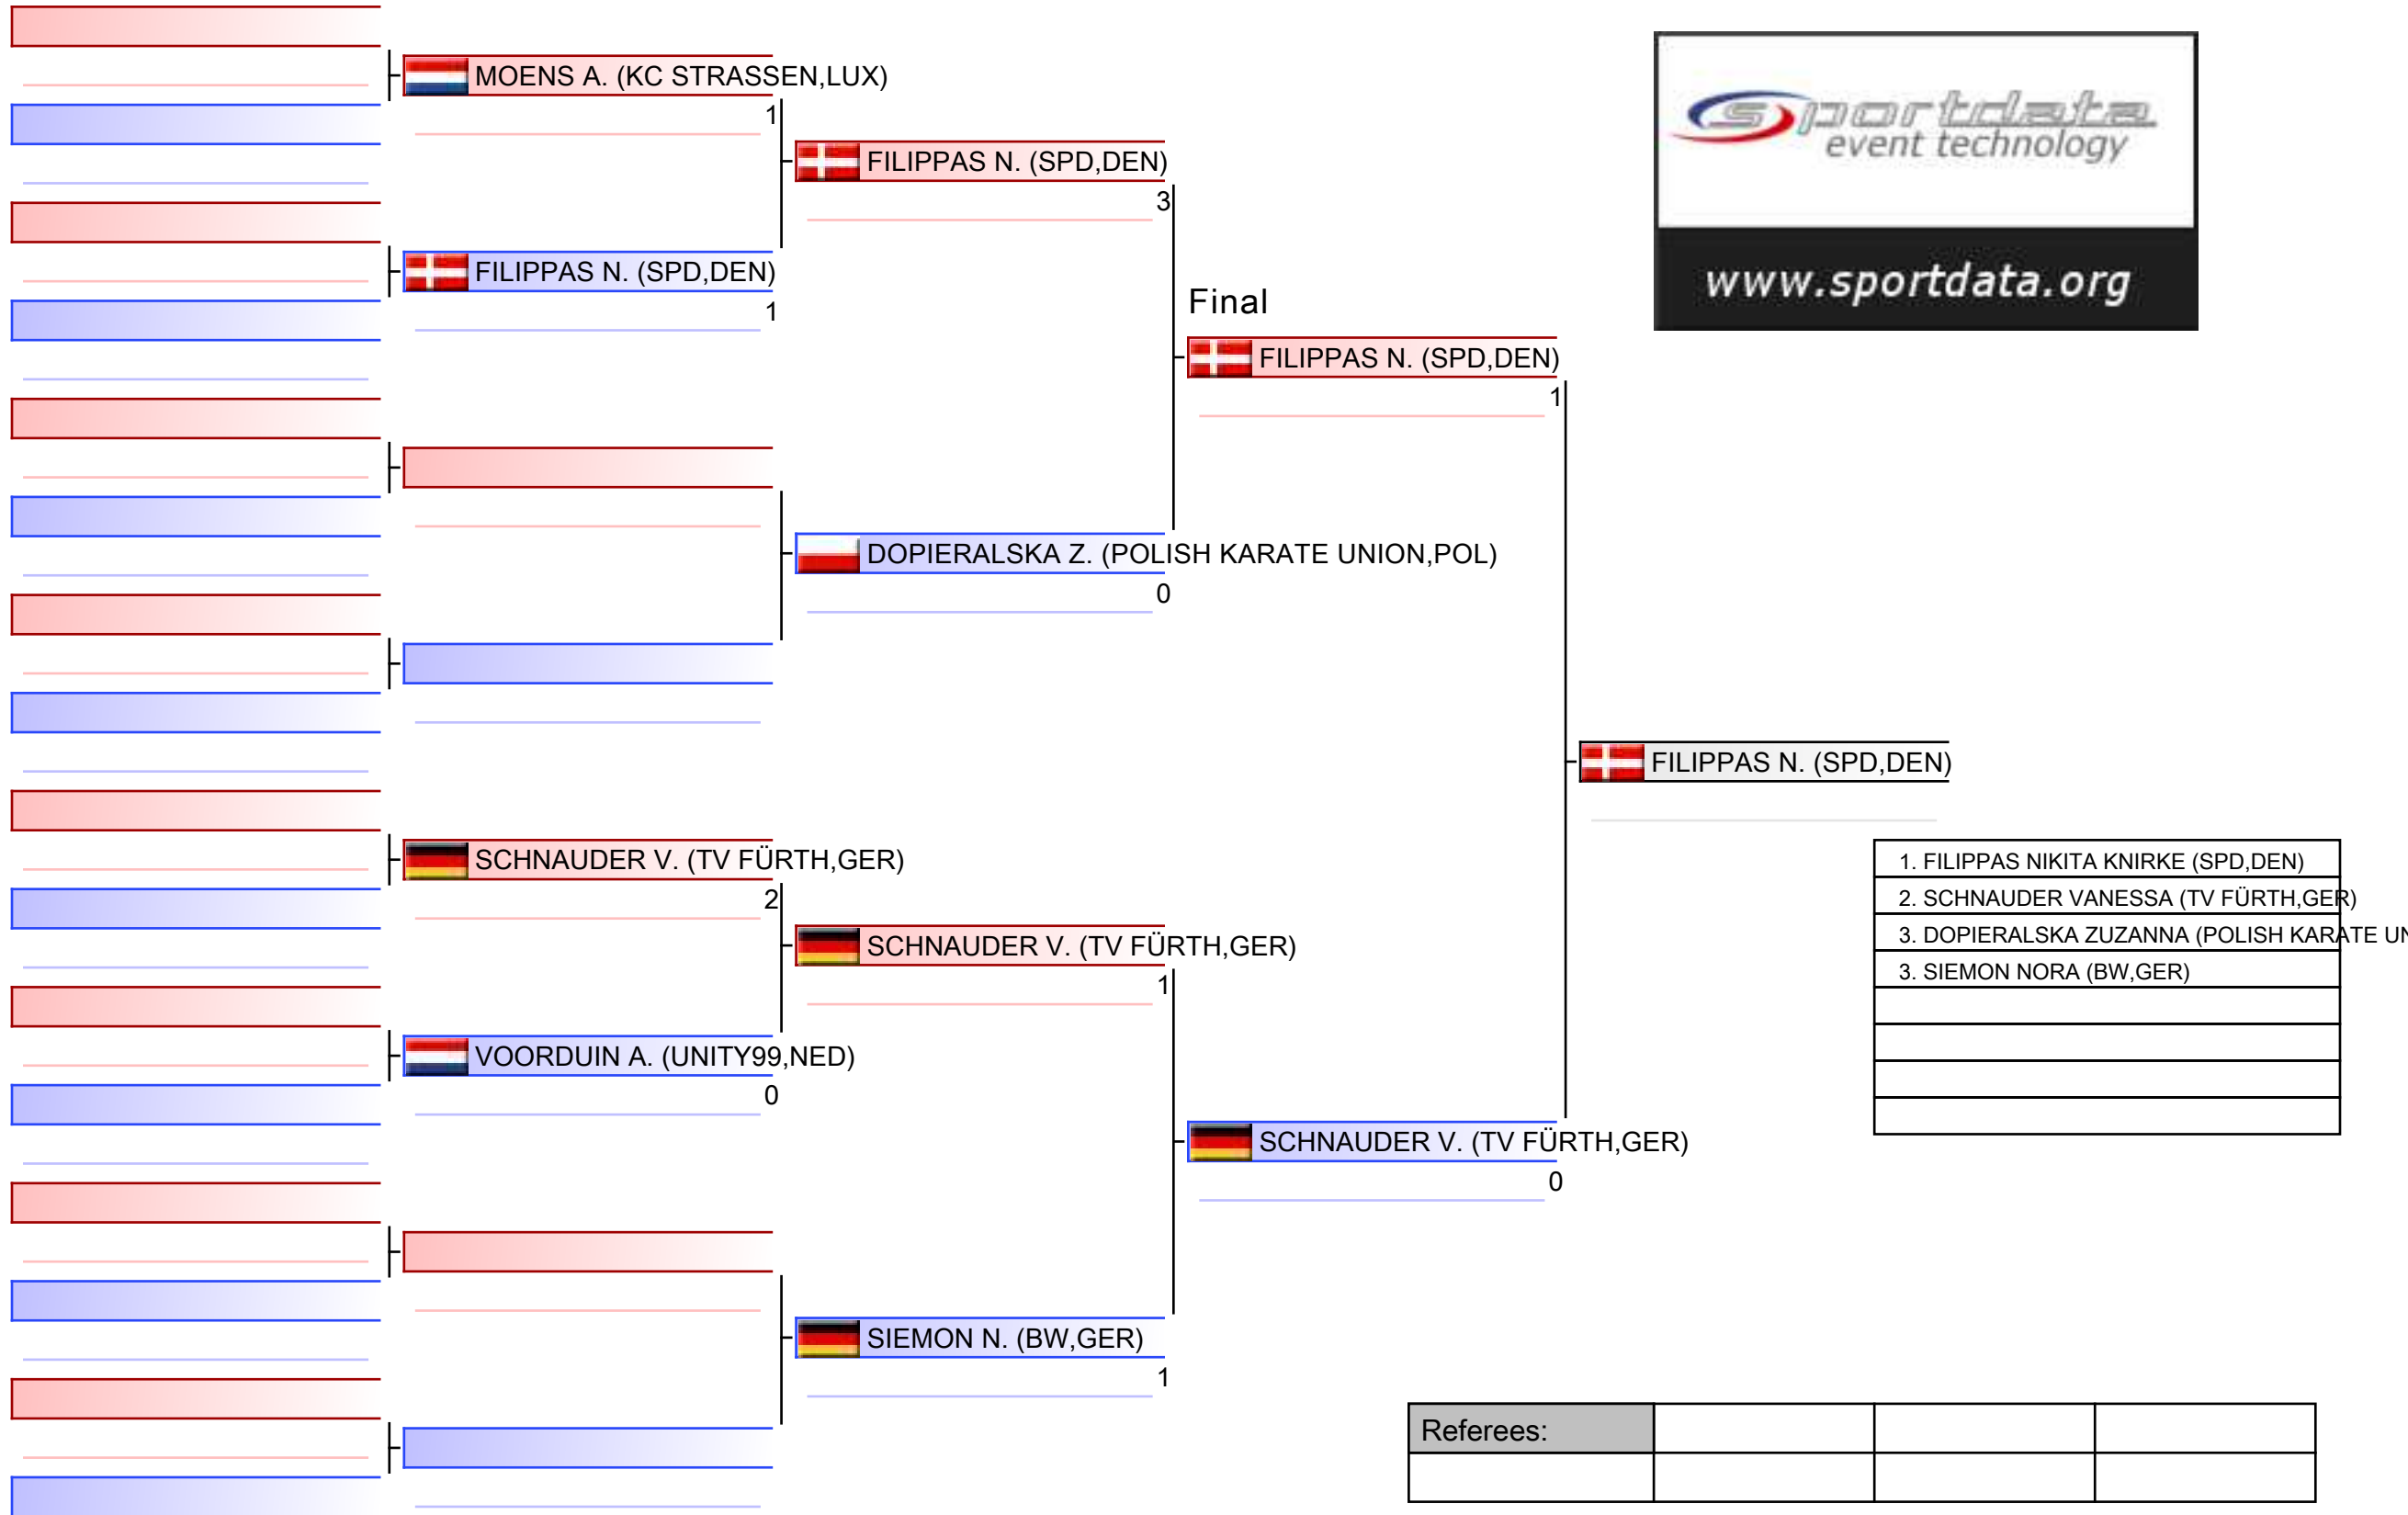 MOENS A. (KC STRASSEN,LUX)
1
FILIPPAS N. (SPD,DEN)
3
FILIPPAS N. (SPD,DEN)
1
Final
FILIPPAS N. (SPD,DEN)
1
DOPIERALSKA Z. (POLISH KARATE UNION,POL)
0
FILIPPAS N. (SPD,DEN)
SCHNAUDER V. (TV FÜRTH,GER)
2
SCHNAUDER V. (TV FÜRTH,GER)
1
VOORDUIN A. (UNITY99,NED)
0
SCHNAUDER V. (TV FÜRTH,GER)
0
SIEMON N. (BW,GER)
1
sportdata
event technology
www.sportdata.org
1. FILIPPAS NIKITA KNIRKE (SPD,DEN)
2. SCHNAUDER VANESSA (TV FÜRTH,GER)
3. DOPIERALSKA ZUZANNA (POLISH KARATE UN
3. SIEMON NORA (BW,GER)
Referees: